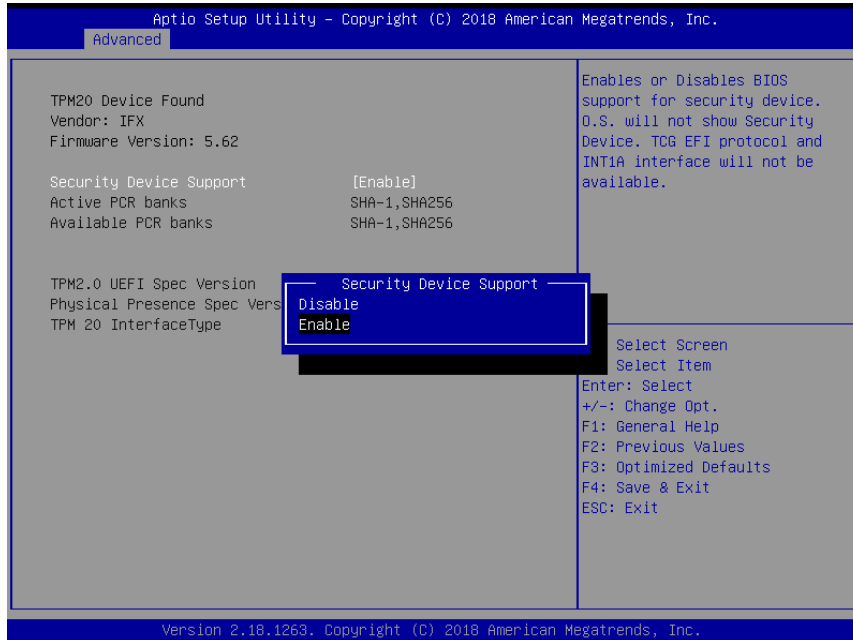 Aptio Setup Utility – Copyright (C) 2018 American Megatrends, Inc.
Advanced
TPM20 Device Found
Vendor: IFX
Firmware Version: 5.62
Security Device Support [Enable]
Active PCR banks SHA-1,SHA256
Available PCR banks SHA-1,SHA256
TPM2.0 UEFI Spec Version
Physical Presence Spec Vers
TPM 20 InterfaceType
Security Device Support
Disable
Enable
Enables or Disables BIOS
support for security device.
O.S. will not show Security
Device. TCG EFI protocol and
INT1A interface will not be
available.
Select Screen
Select Item
Enter: Select
+/-: Change Opt.
F1: General Help
F2: Previous Values
F3: Optimized Defaults
F4: Save & Exit
ESC: Exit
Version 2.18.1263. Copyright (C) 2018 American Megatrends, Inc.